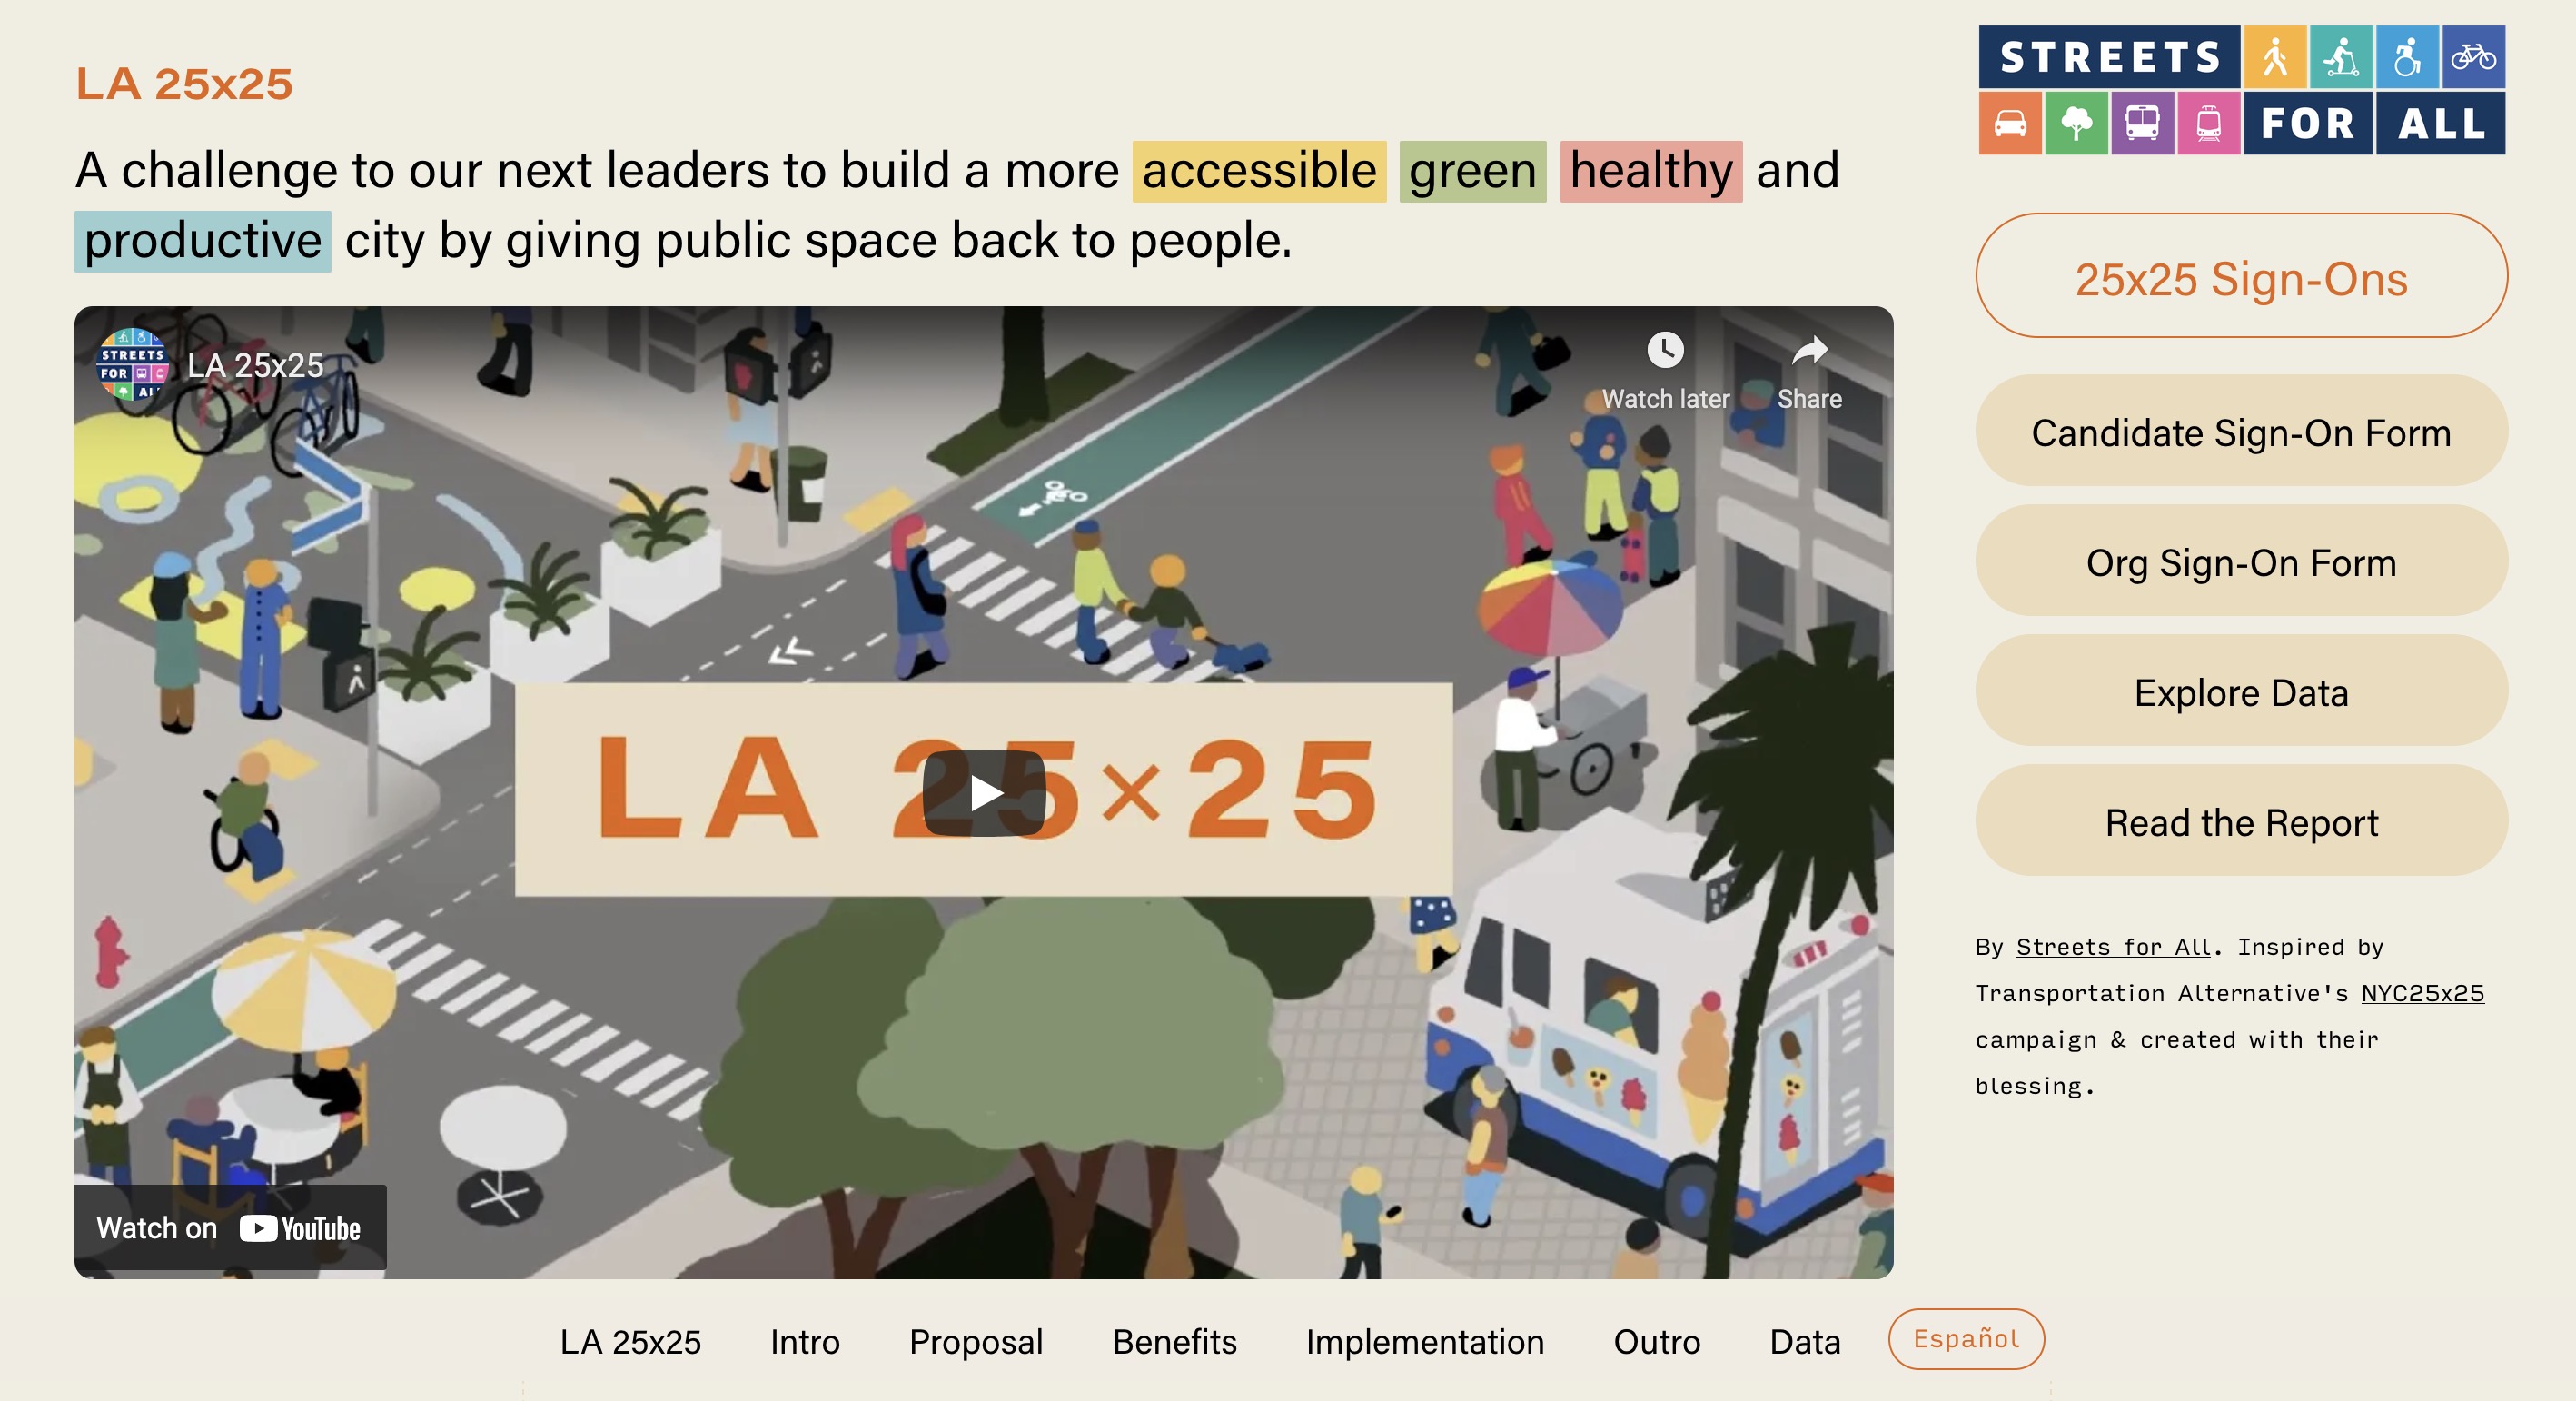 LA 25x25
A challenge to our next leaders to build a more accessible green healthy and
productive city by giving public space back to people.
STREETS
FOR ALL
LA 25x25
Watch later
Share
STREETS
FOR
AL
LA 25×25
Watch on YouTube
25x25 Sign-Ons
Candidate Sign-On Form
Org Sign-On Form
Explore Data
Read the Report
By Streets for All. Inspired by
Transportation Alternative's NYC25x25
campaign & created with their
blessing.
LA 25x25 Intro Proposal Benefits Implementation Outro Data Español